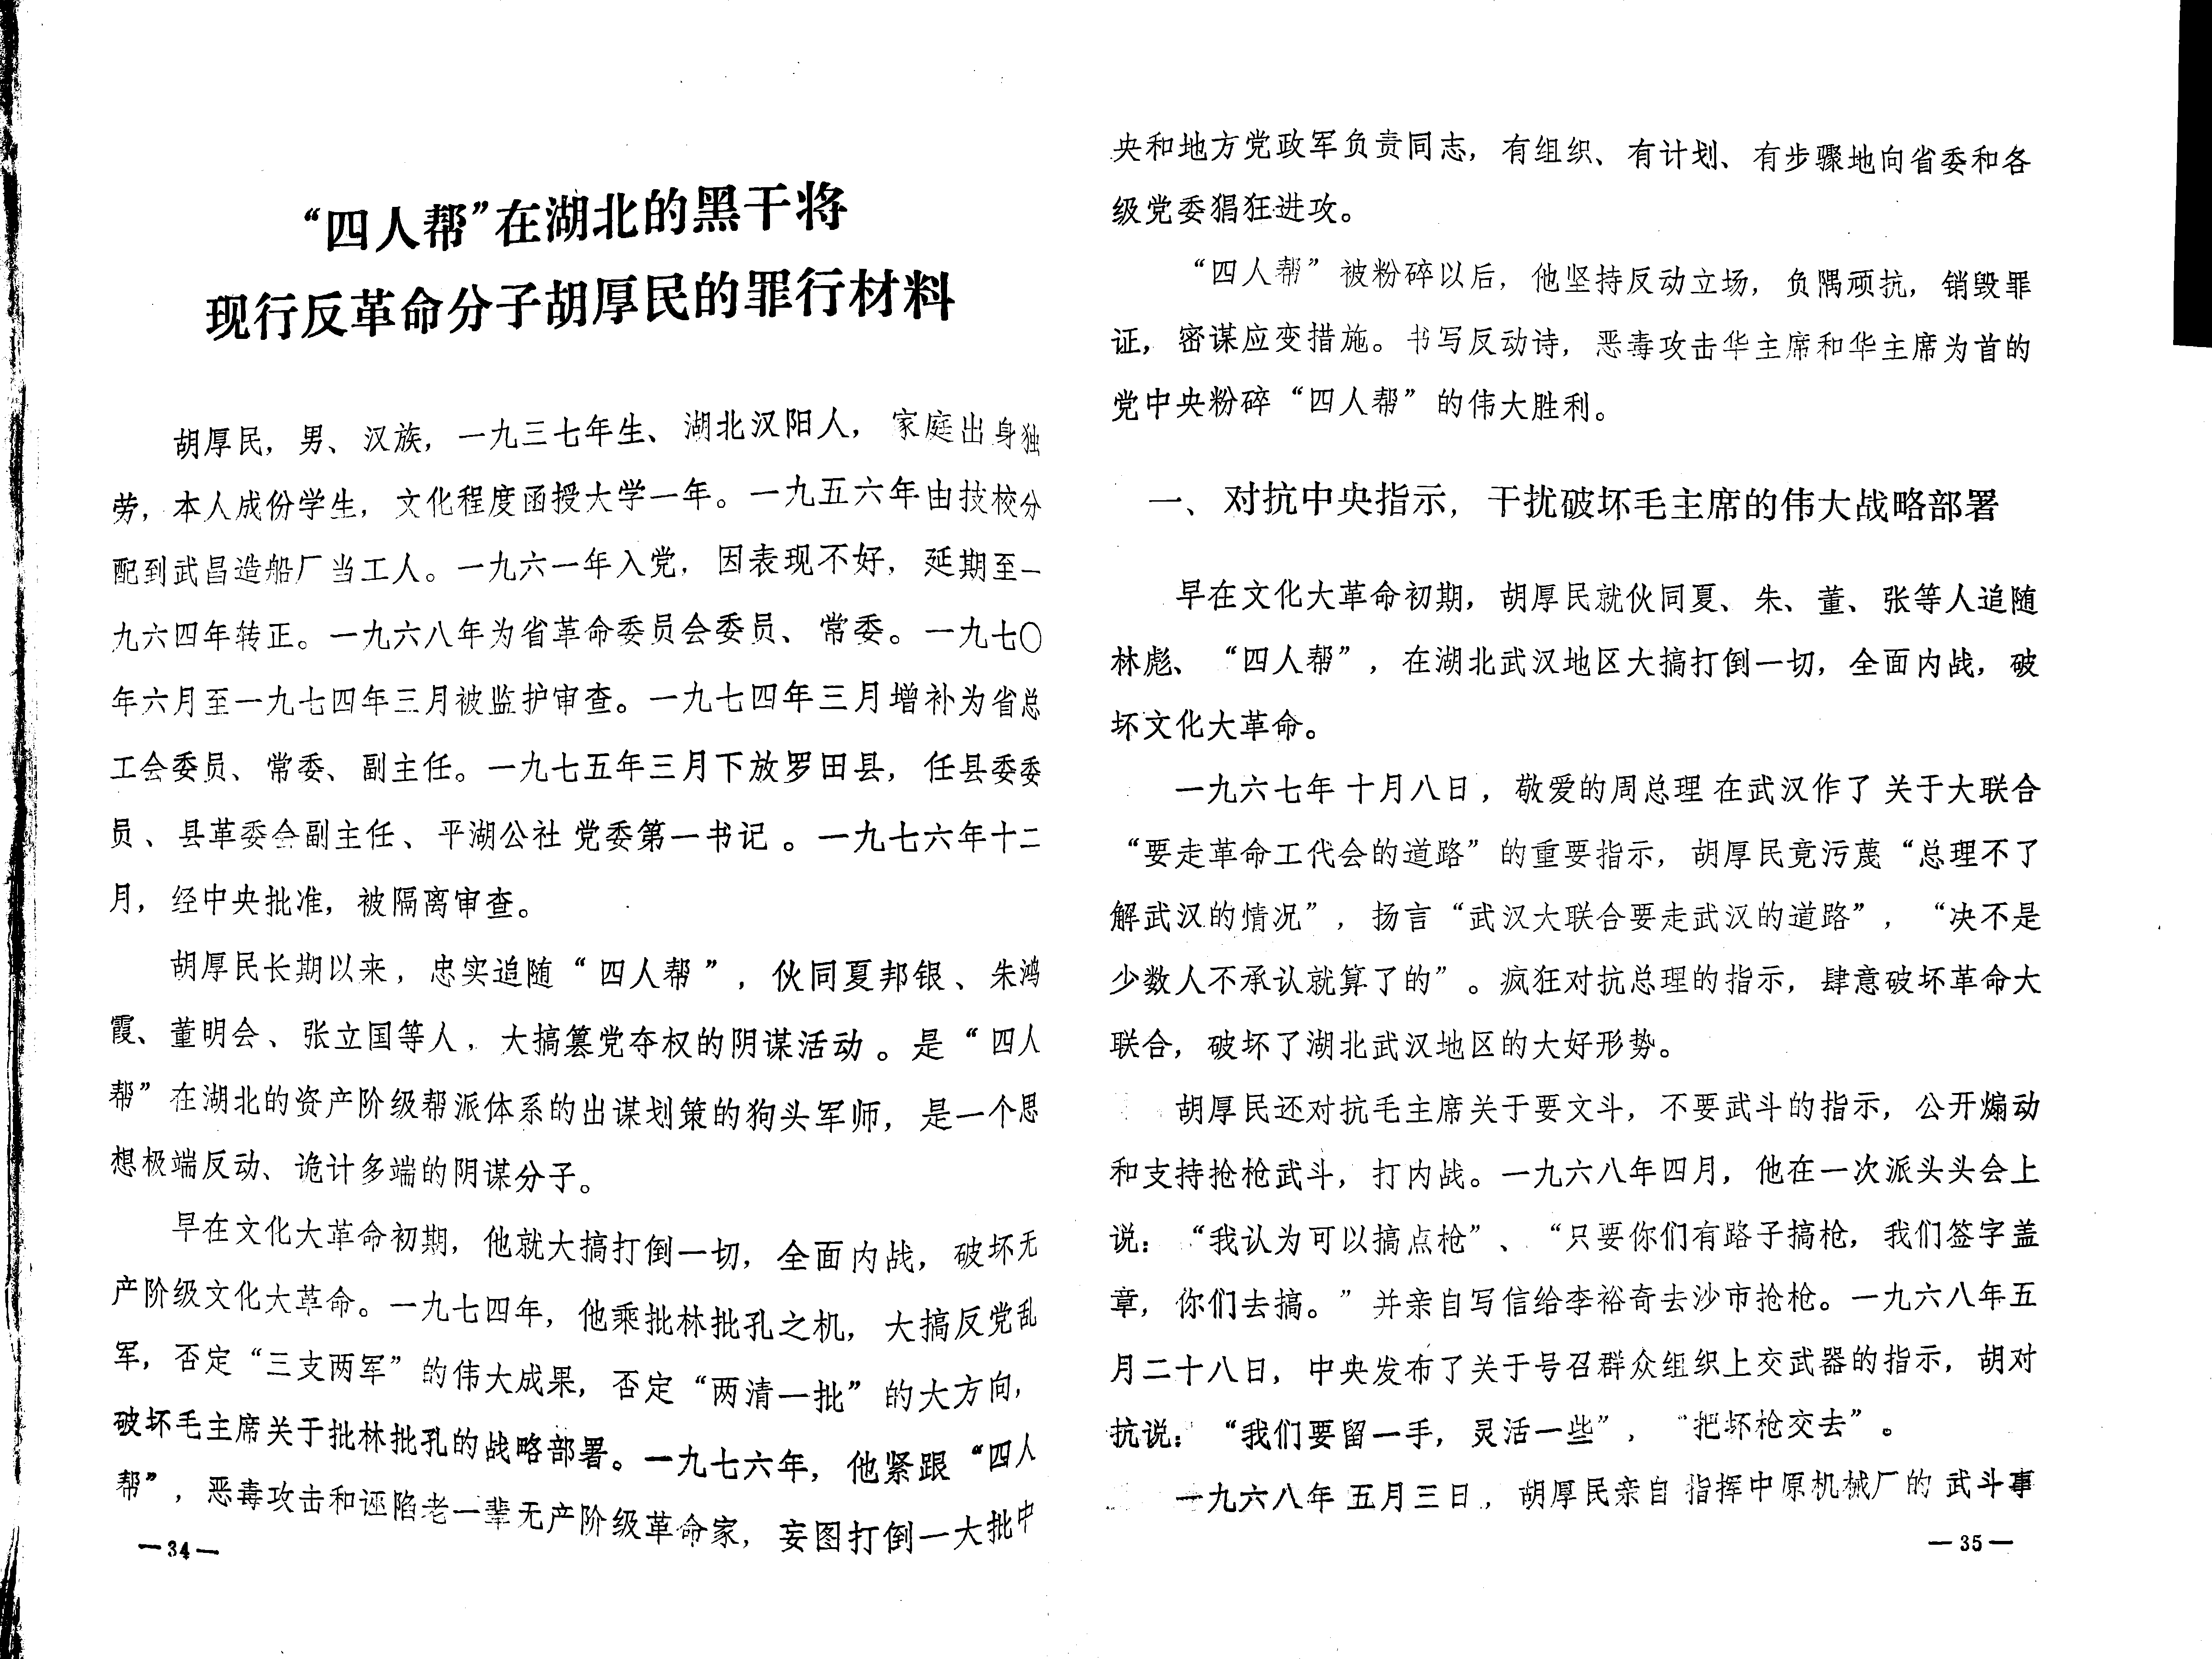 “四人帮”在湖北的黑干将
现行反革命分子胡厚民的罪行材料
胡厚民，男、汉族，一九三七年生、湖北汉阳人，家庭出身独
劳，本人成份学生，文化程度函授大学一年。一九五六年由技校分
配到武昌造船厂当工人。一九六一年入党，因表现不好，延期至一
九六四年转正。一九六八年为省革命委员会委员、常委。一九七〇
年六月至一九七四年三月被监护审查。一九七四年三月增补为省总
工会委员、常委、副主任。一九七五年三月下放罗田县，任县委委
员、县革委会副主任、平湖公社党委第一书记。一九七六年十二
月，经中央批准，被隔离审查。
胡厚民长期以来，忠实追随“四人帮”，伙同夏邦银、朱鸿
霞、董明会、张立国等人，大搞篡党夺权的阴谋活动。是“四人
帮”在湖北的资产阶级帮派体系的出谋划策的狗头军师，是一个思
想极端反动、诡计多端的阴谋分子。
早在文化大革命初期，他就大搞打倒一切，全面内战，破坏无
产阶级文化大革命。一九七四年，他乘批林批孔之机，大搞反党乱
军，否定“三支两军”的伟大成果，否定“两清一批”的大方向，
破坏毛主席关于批林批孔的战略部署。一九七六年，他紧跟“四人
帮”，恶毒攻击和诬陷老一辈无产阶级革命家，妄图打倒一大批中
—34—
央和地方党政军负责同志，有组织、有计划、有步骤地向省委和各
级党委猖狂进攻。
“四人帮”被粉碎以后，他坚持反动立场，负隅顽抗，销毁罪
证，密谋应变措施。书写反动诗，恶毒攻击华主席和华主席为首的
党中央粉碎“四人帮”的伟大胜利。
一、对抗中央指示，干扰破坏毛主席的伟大战略部署
早在文化大革命初期，胡厚民就伙同夏、朱、董、张等人追随
林彪、“四人帮”，在湖北武汉地区大搞打倒一切，全面内战，破
坏文化大革命。
一九六七年十月八日，敬爱的周总理在武汉作了关于大联合
“要走革命工代会的道路”的重要指示，胡厚民竟污蔑“总理不了
解武汉的情况”，扬言“武汉大联合要走武汉的道路”，“决不是
少数人不承认就算了的”。疯狂对抗总理的指示，肆意破坏革命大
联合，破坏了湖北武汉地区的大好形势。
胡厚民还对抗毛主席关于要文斗，不要武斗的指示，公开煽动
和支持抢枪武斗，打内战。一九六八年四月，他在一次派头头会上
说：“我认为可以搞点枪”、“只要你们有路子搞枪，我们签字盖
章，你们去搞。”并亲自写信给李裕奇去沙市抢枪。一九六八年五
月二十八日，中央发布了关于号召群众组织上交武器的指示，胡对
抗说：“我们要留一手，灵活一些”，“把坏枪交去”。
一九六八年五月三日，胡厚民亲自指挥中原机械厂的武斗事
—35—